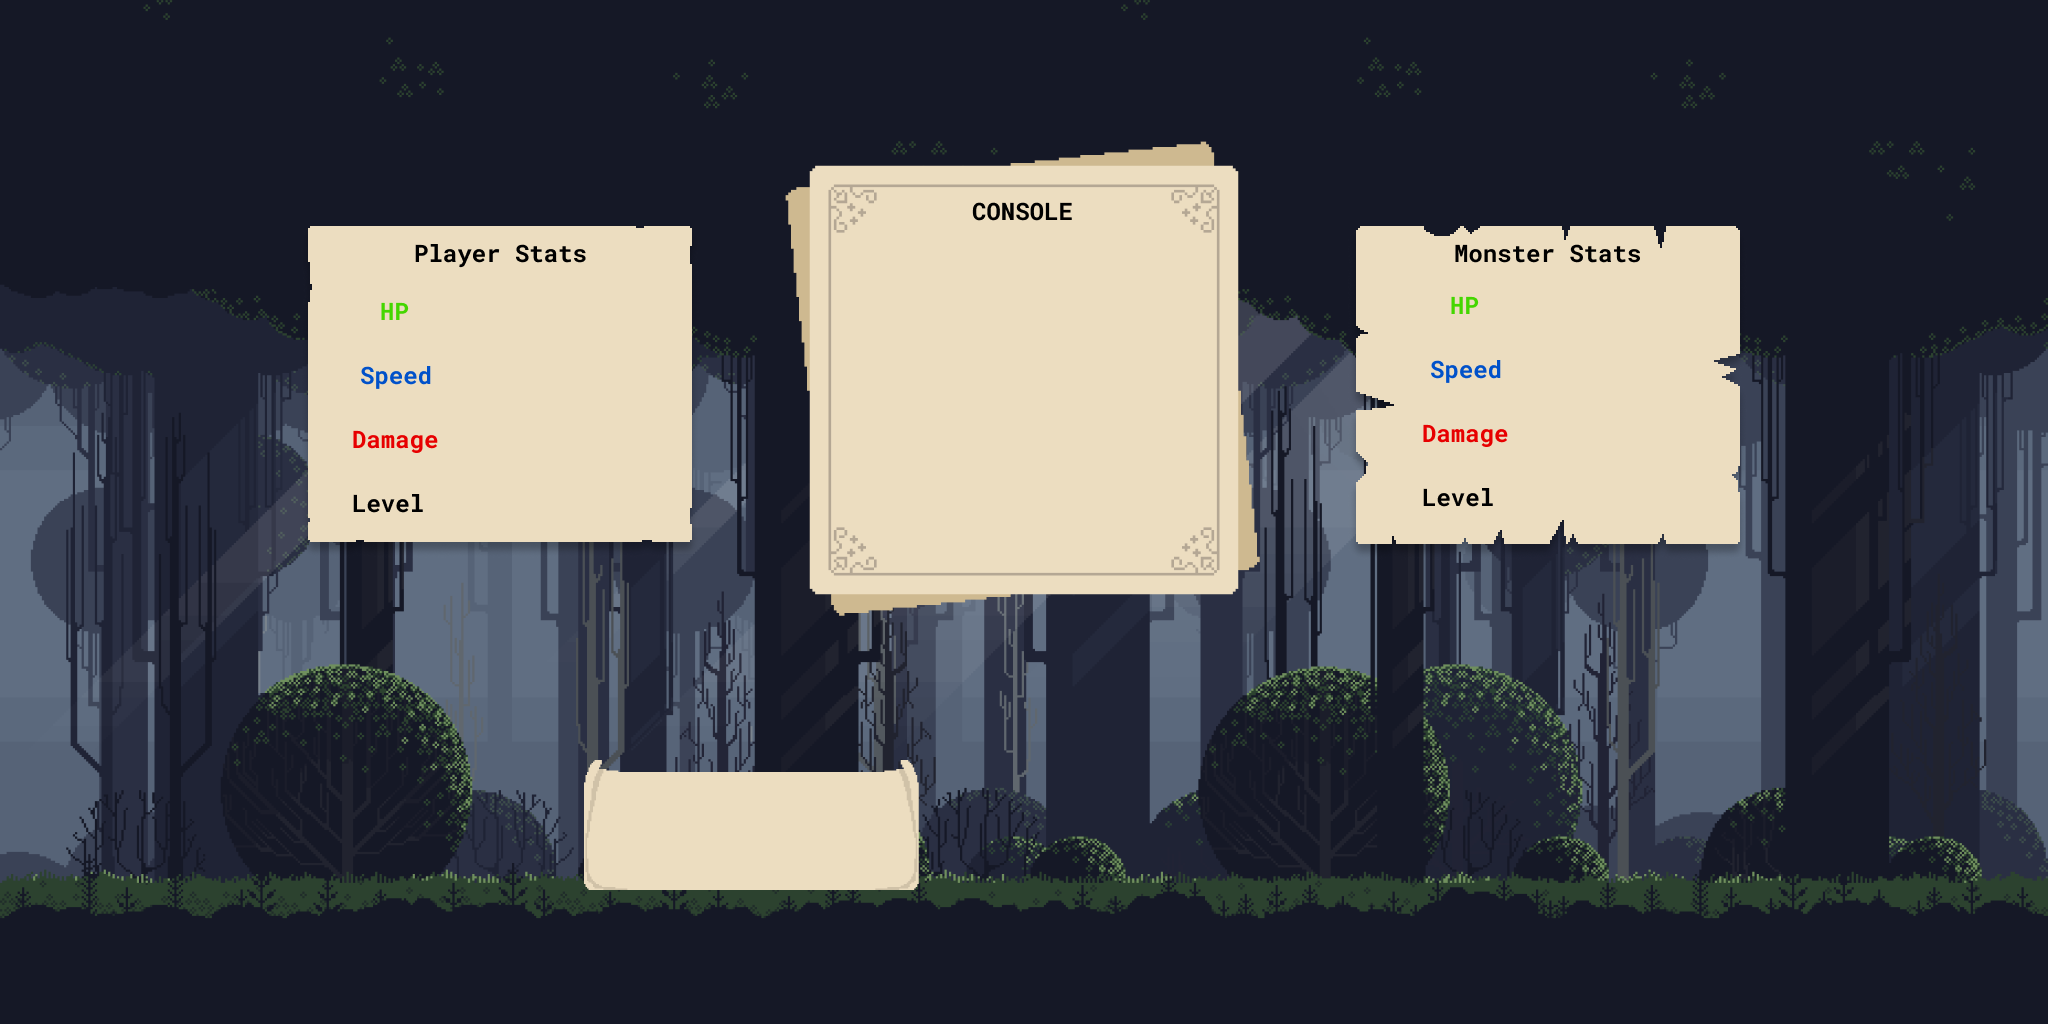 Player Stats
HP
Speed
Damage
Level
CONSOLE
Monster Stats
HP
Speed
Damage
Level